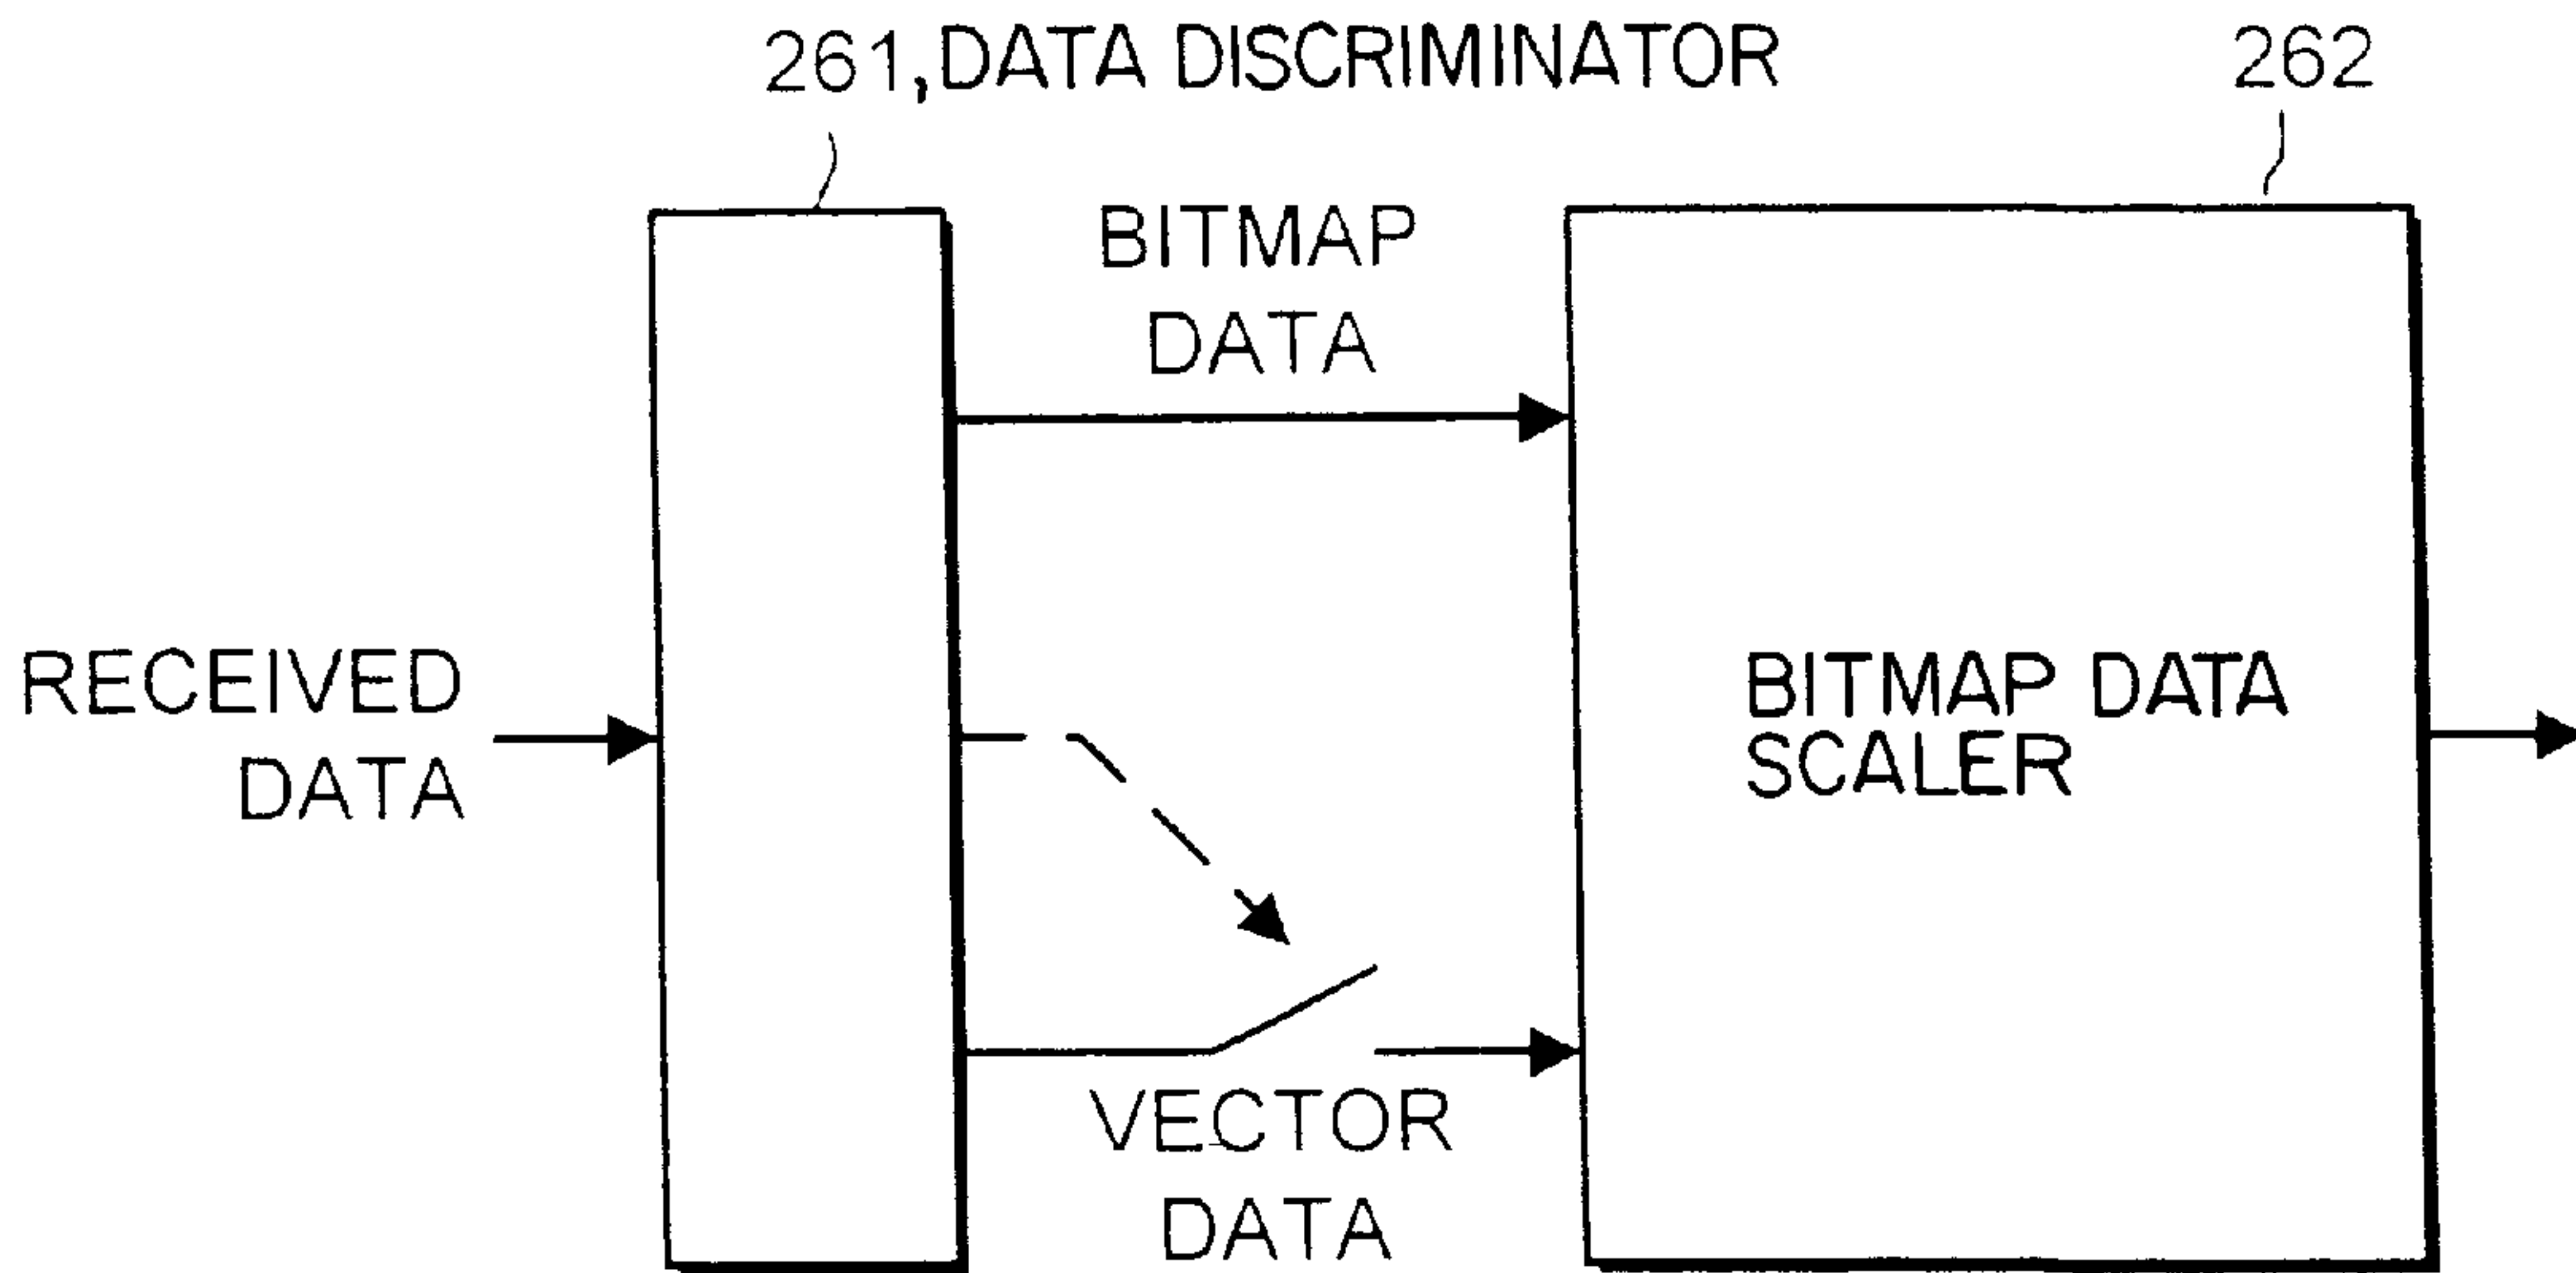 261,DATA DISCRIMINATOR
262
BITMAP
DATA
RECEIVED
DATA
BITMAP DATA
SCALER
VECTOR
DATA